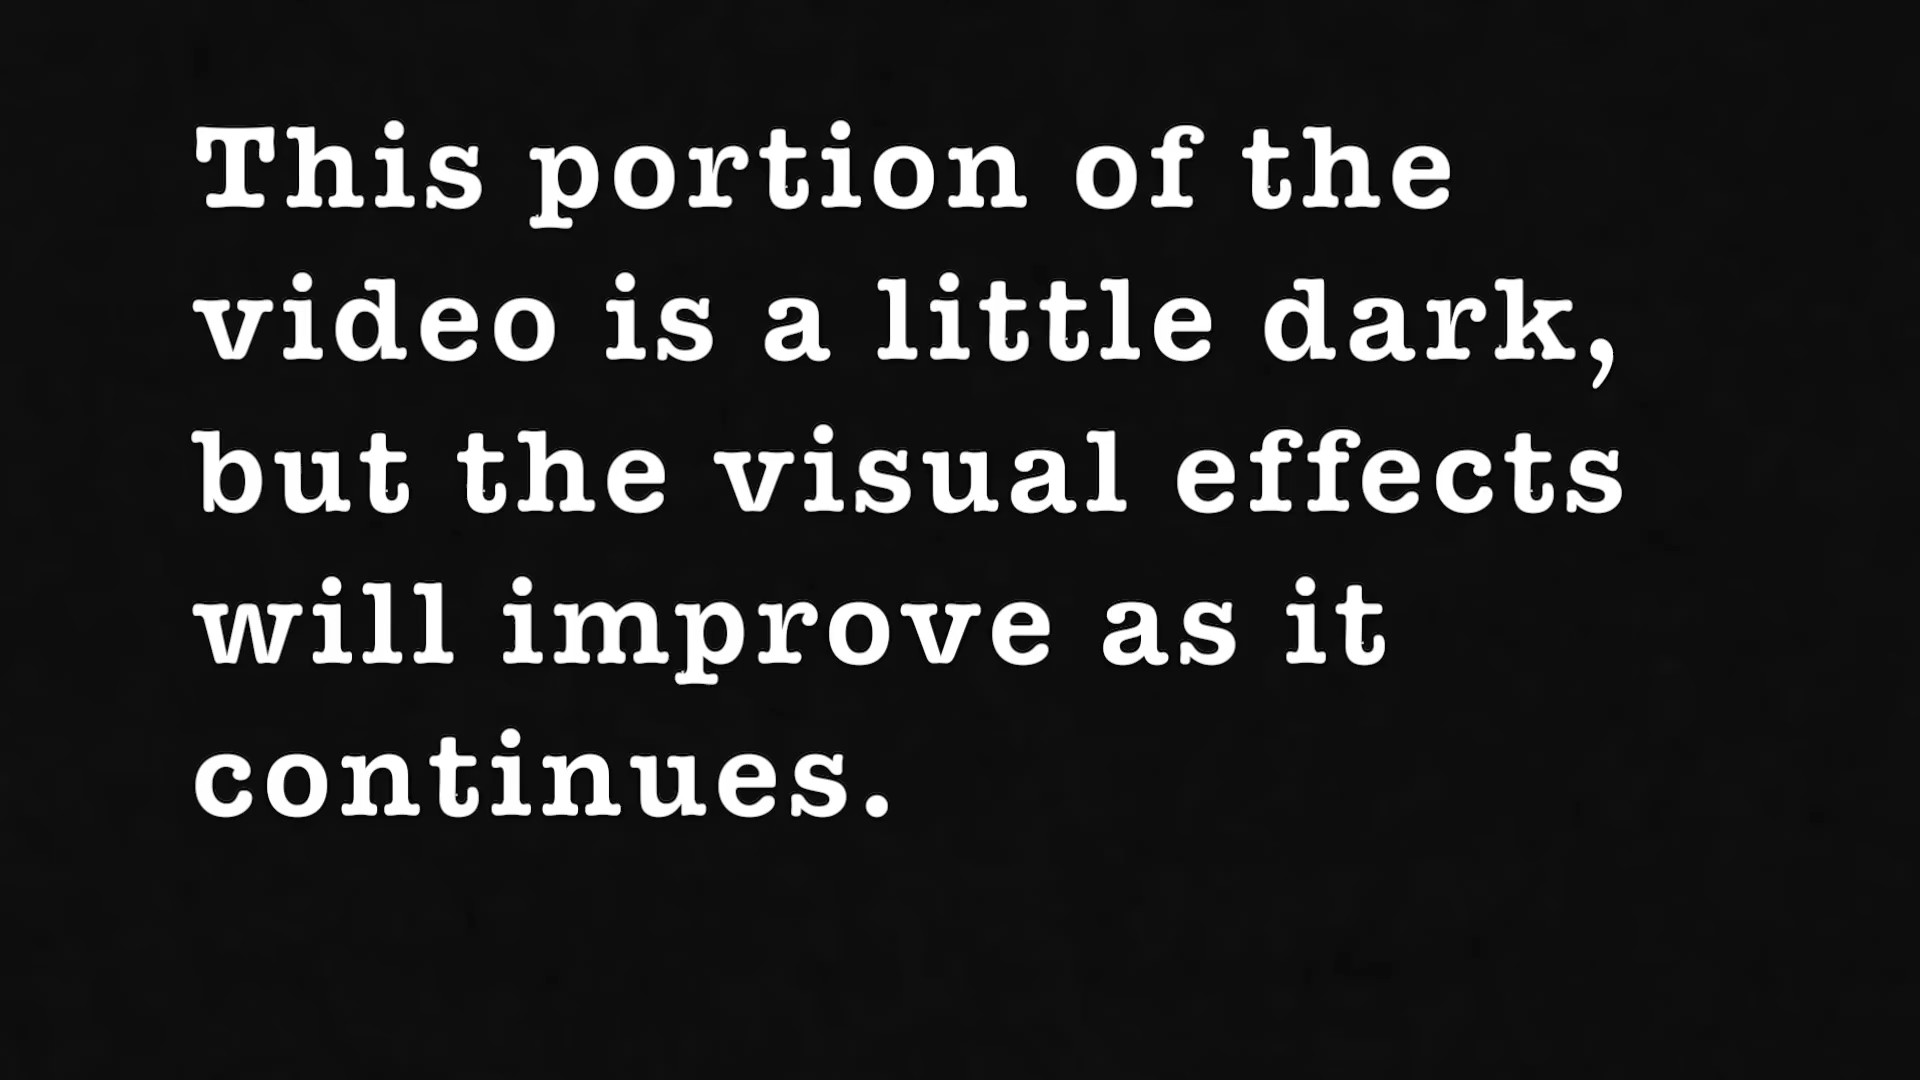 This portion of the
video is a little dark,
but the visual effects
will improve as it
continues.